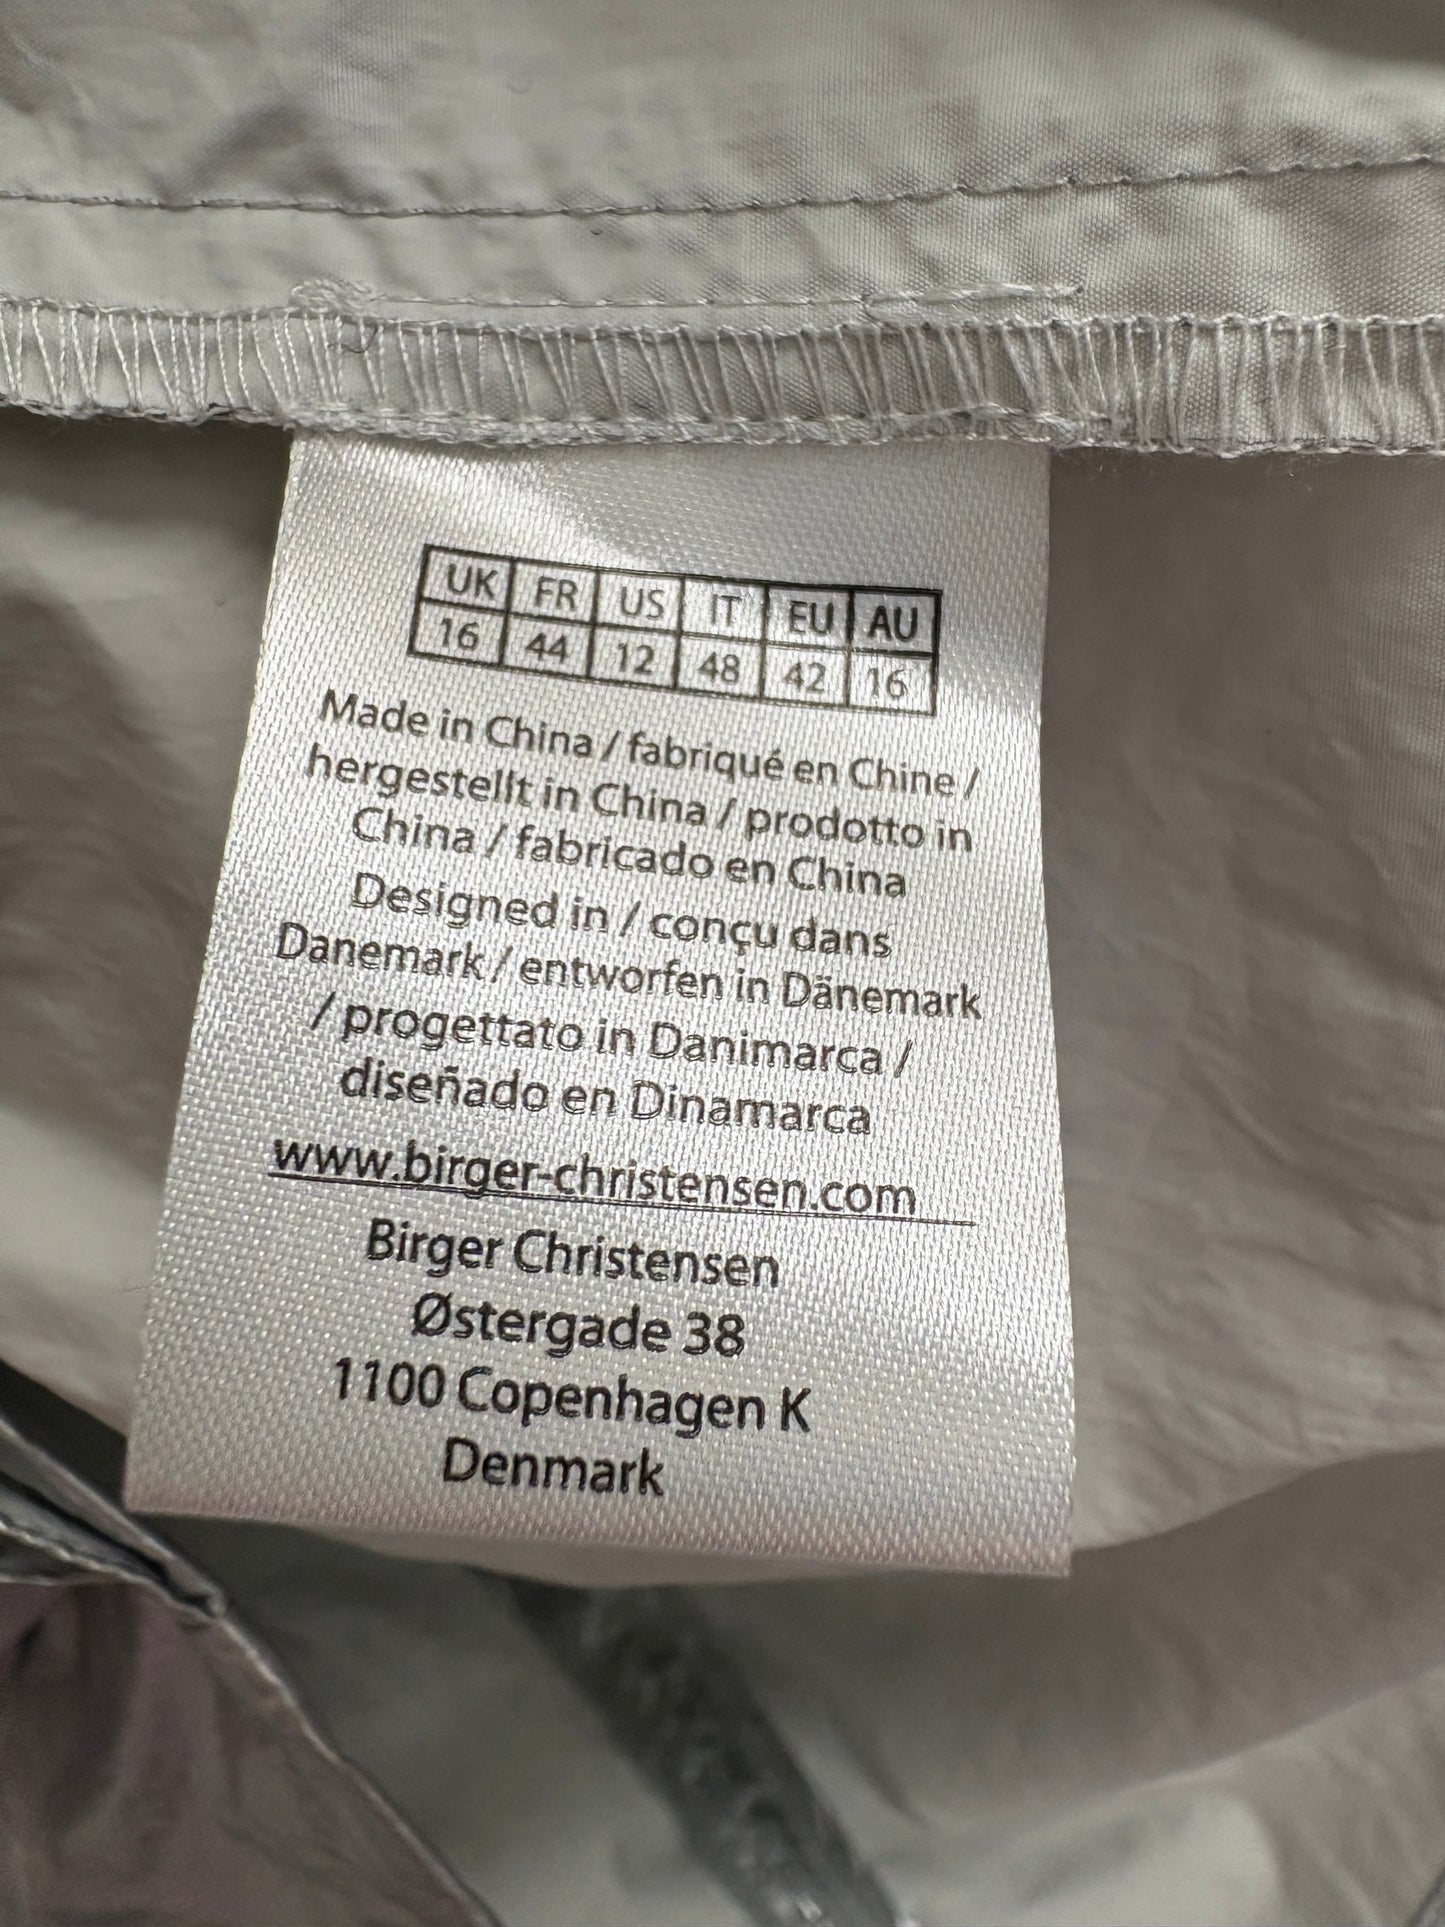 UK FR US IT EU AU
16 44 12 48 42 16
Made in China / fabriqué en Chine /
hergestellt in China / prodotto in
China / fabricado en China
Designed in / conçu dans
Danemark / entworfen in Dänemark
/ progettato in Danimarca /
diseñado en Dinamarca
www.birger-christensen.com
Birger Christensen
Østergade 38
1100 Copenhagen K
Denmark